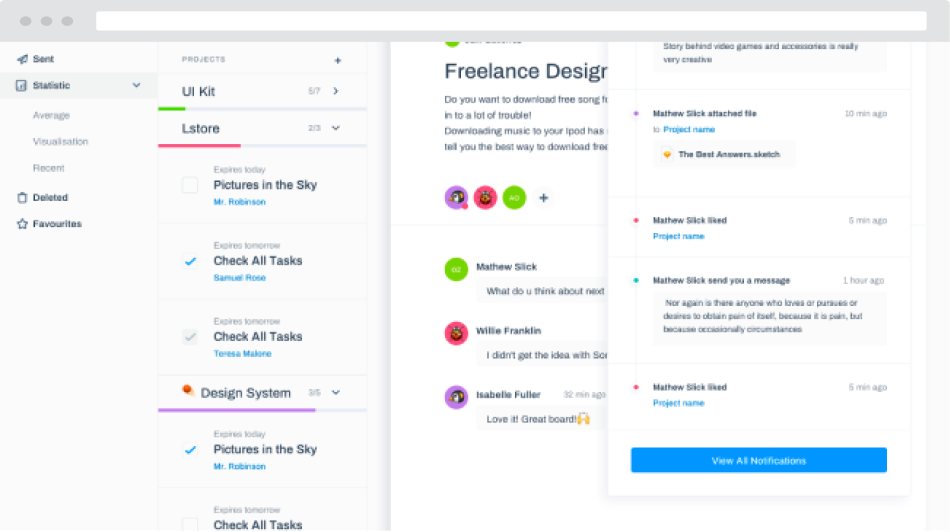 Sent
Statistic
Average
Visualisation
Recent
Deleted
Favourites
PROJECTS +
UI Kit 5/7
Lstore 2/3
Expires today
Pictures in the Sky
Mr. Robinson
Expires tomorrow
Check All Tasks
Samuel Rose
Expires tomorrow
Check All Tasks
Teresa Malone
Design System 3/5
Expires today
Pictures in the Sky
Mr. Robinson
Expires tomorrow
Check All Tasks
Freelance Design
Do you want to download free song fo
in to a lot of trouble!
Downloading music to your Ipod has
tell you the best way to download free
AG
+
OZ
Mathew Slick
What do u think about next
Willie Franklin
I didn't get the idea with Son
Isabelle Fuller 32 min ago
Love it! Great board!🙌
Story behind video games and accessories is really
very creative
Mathew Slick attached file 10 min ago
to Project name
The Best Answers.sketch
Mathew Slick liked 5 min ago
Project name
Mathew Slick send you a message 1 hour ago
Nor again is there anyone who loves or pursues or
desires to obtain pain of itself, because it is pain, but
because occasionally circumstances
Mathew Slick liked 5 min ago
Project name
View All Notifications